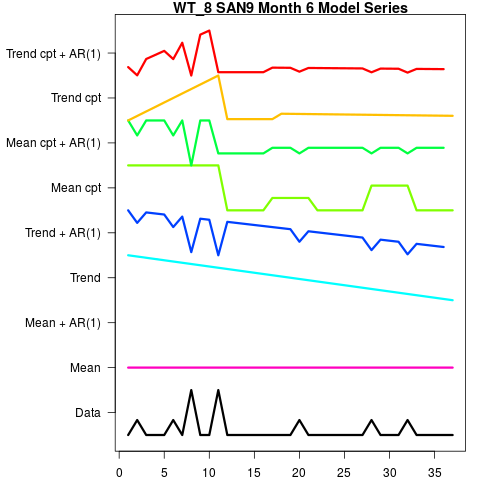 WT_8 SAN9 Month 6 Model Series
Trend cpt + AR(1)
Trend cpt
Mean cpt + AR(1)
Mean cpt
Trend + AR(1)
Trend
Mean + AR(1)
Mean
Data
0 5 10 15 20 25 30 35